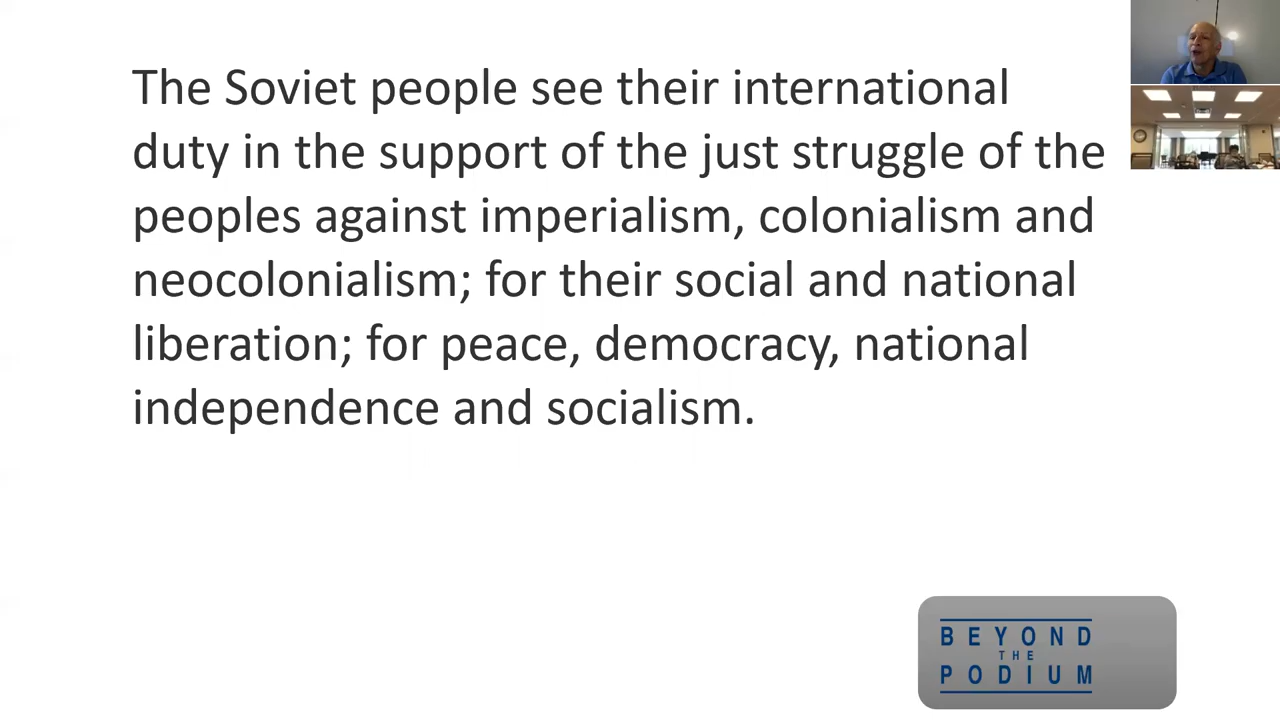 The Soviet people see their international
duty in the support of the just struggle of the
peoples against imperialism, colonialism and
neocolonialism; for their social and national
liberation; for peace, democracy, national
independence and socialism.
BEYOND
THE
PODIUM